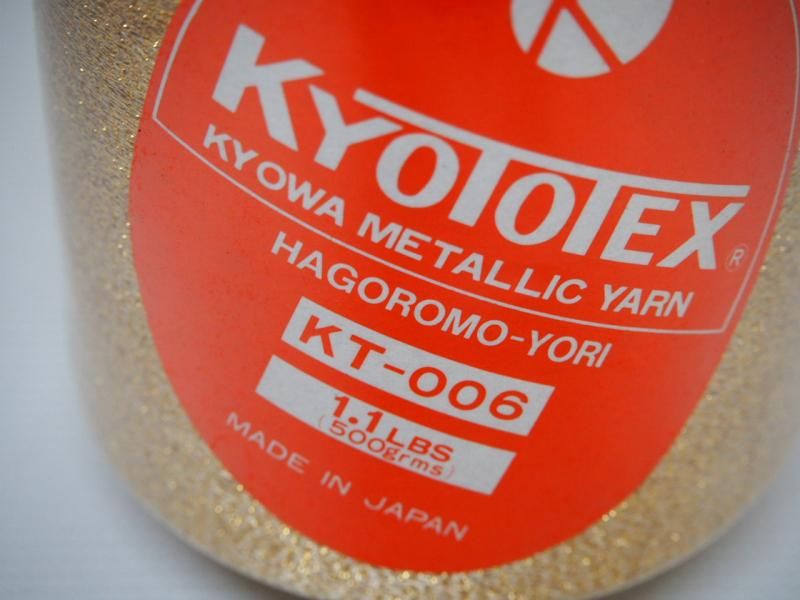 KYOTOTEX®
KYOWA METALLIC YARN
HAGOROMO-YORI
KT-006
1.1LBS
(500grms)
MADE IN JAPAN